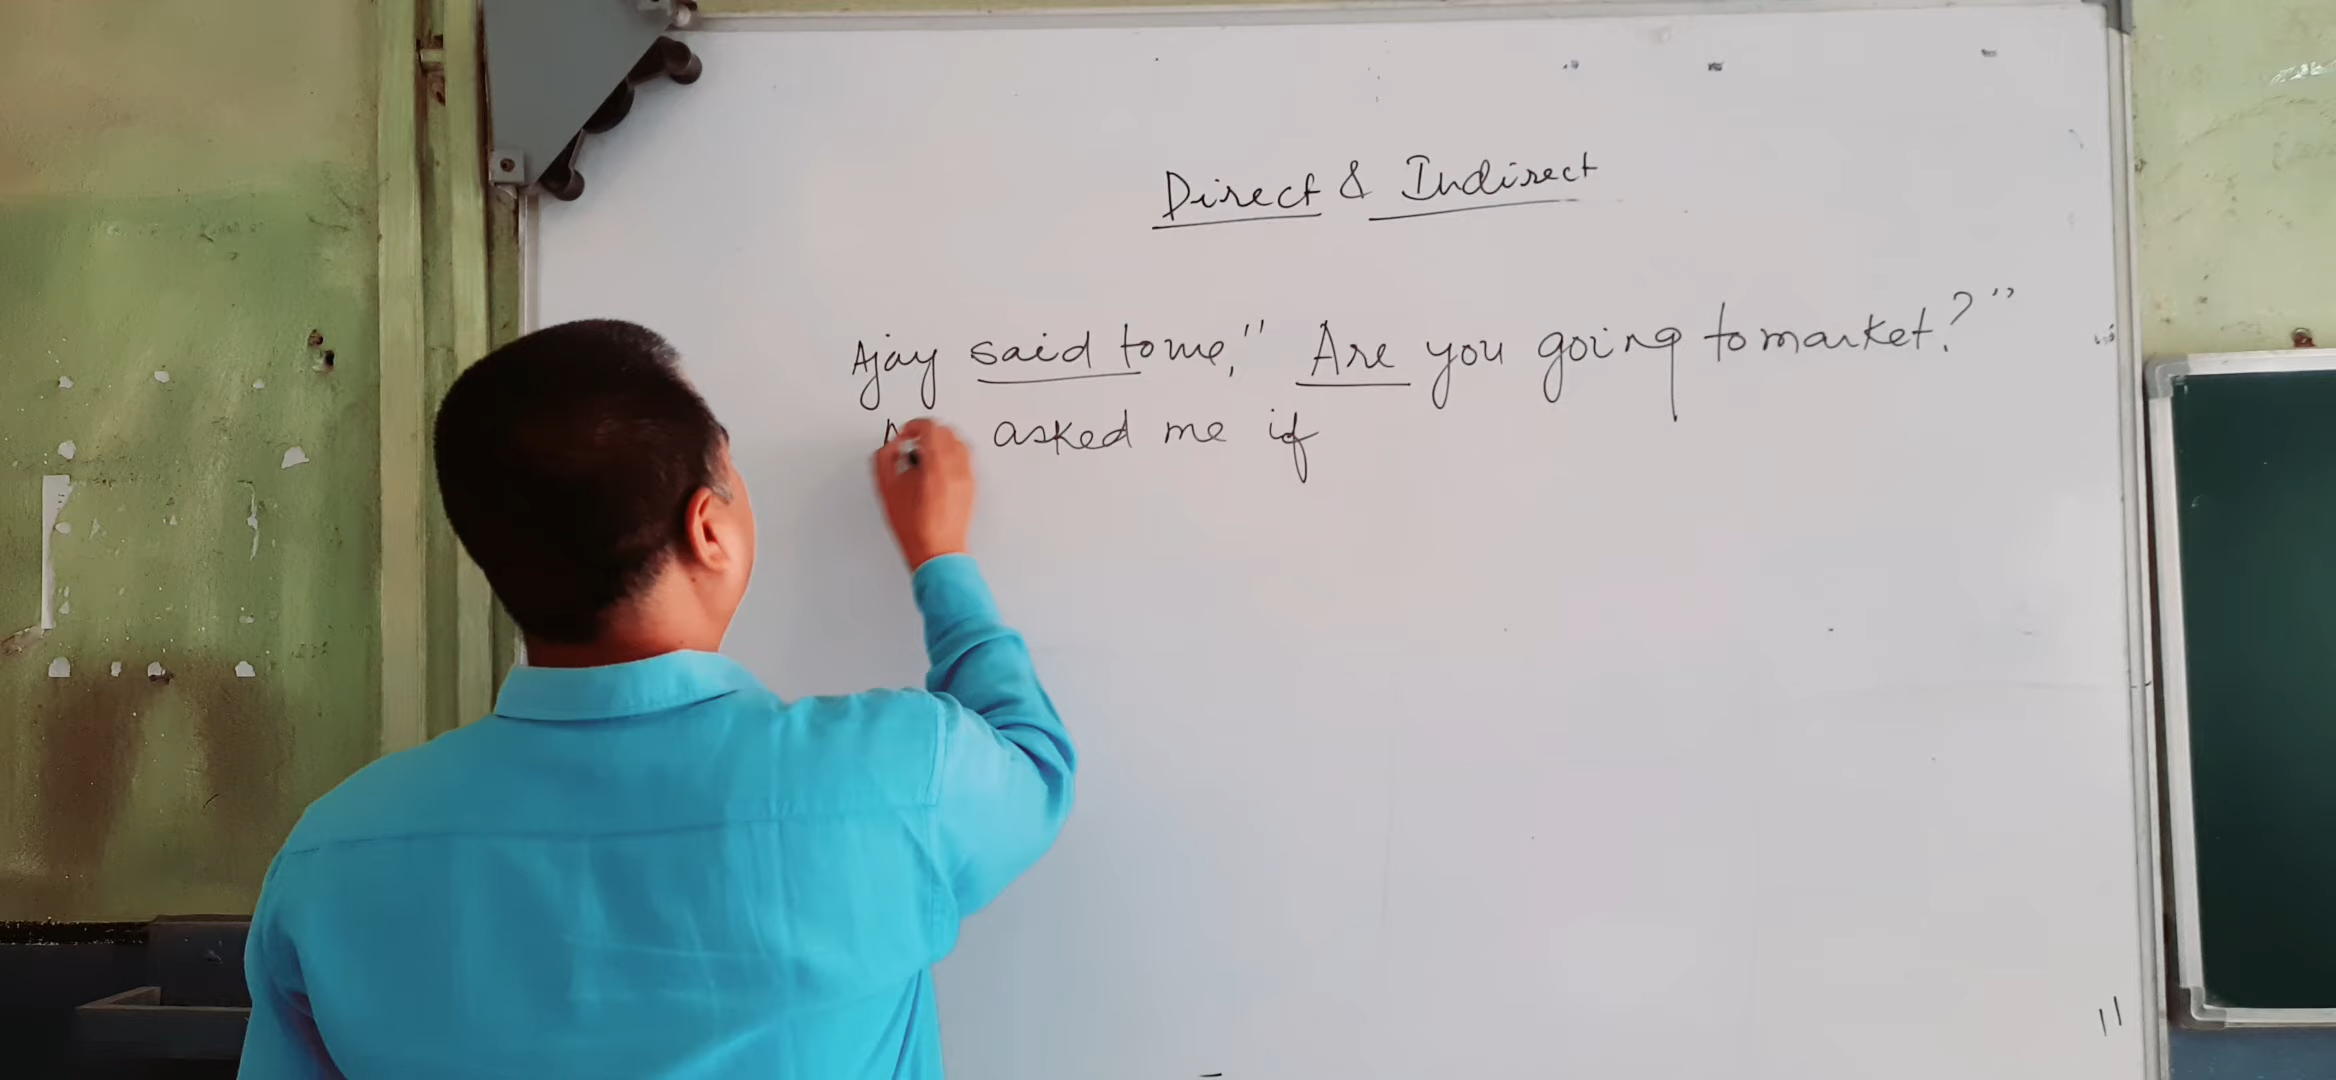 Direct & Indirect
Ajay said to me," Are you going to market?"
asked me if